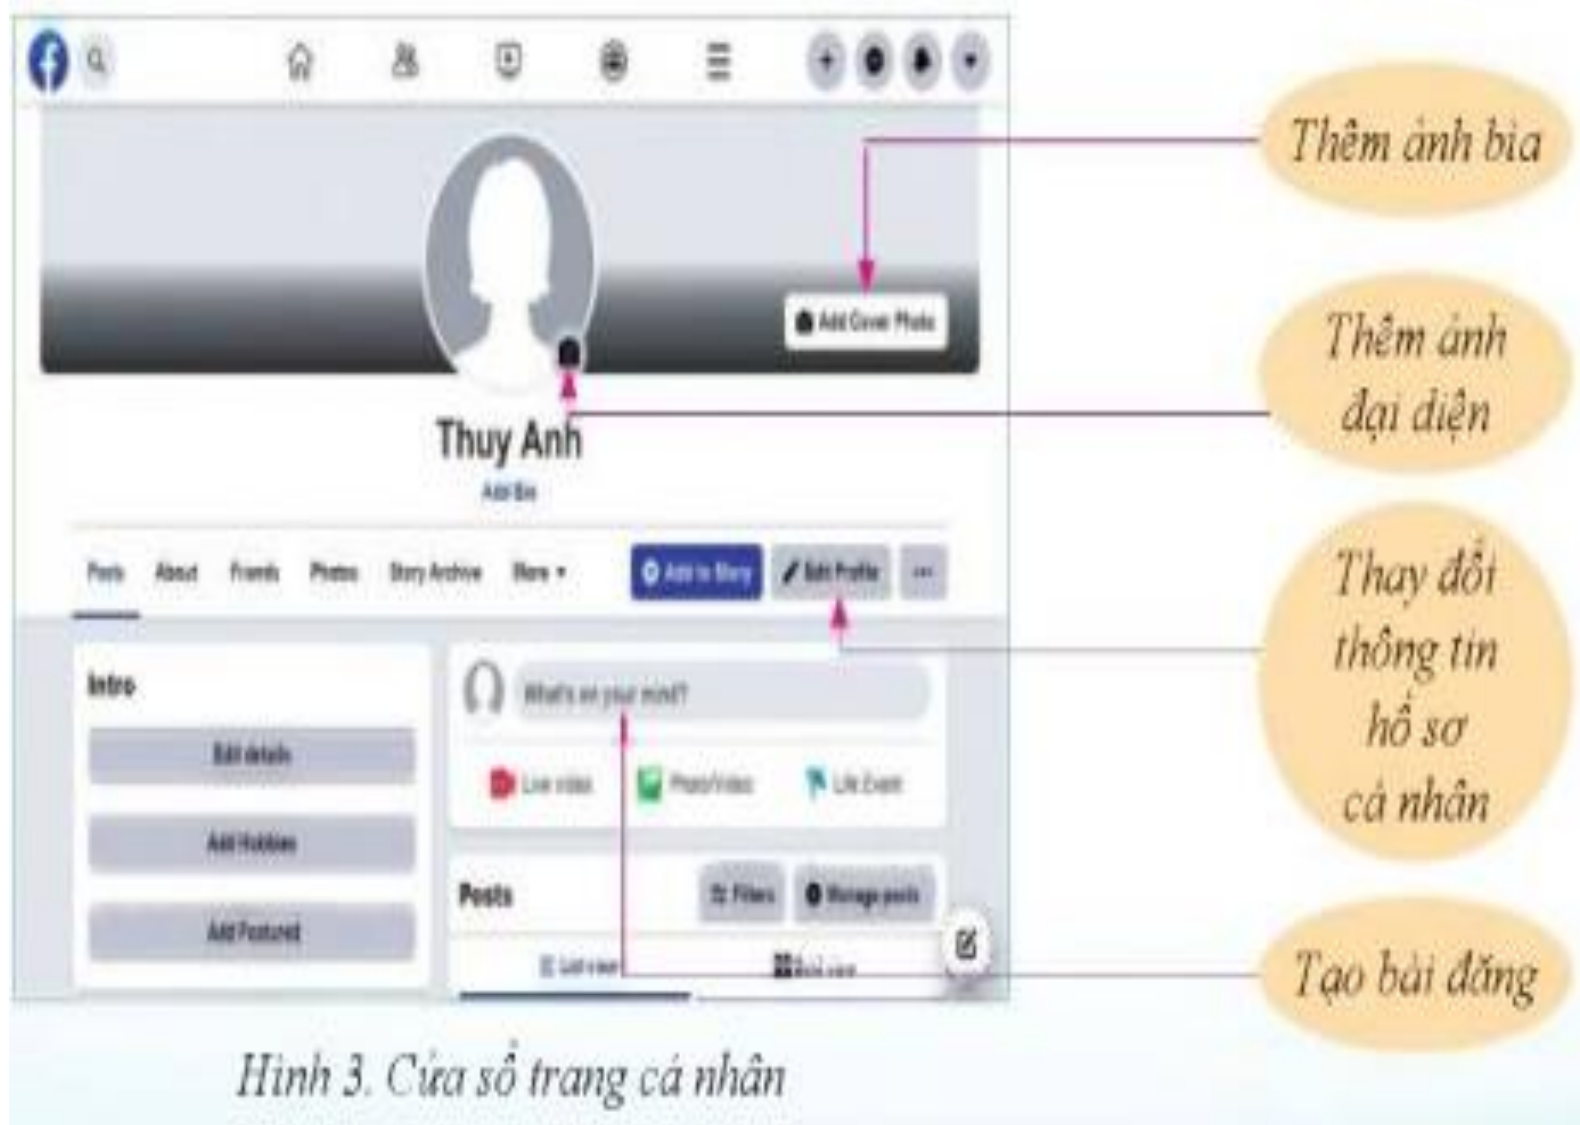 Thêm ảnh bìa
Add Cover Photo
Thêm ảnh
đại diện
Thuy Anh
Add Bio
Posts About Friends Photos Story Archive More
Add to Story
Edit Profile
Thay đổi
thông tin
hồ sơ
cá nhân
Intro
What's on your mind?
Edit details
Live video
Photo/Video
Life Event
Add Hobbies
Posts
Filters
Manage posts
Add Featured
List view
Tạo bài đăng
Hình 3. Cửa sổ trang cá nhân